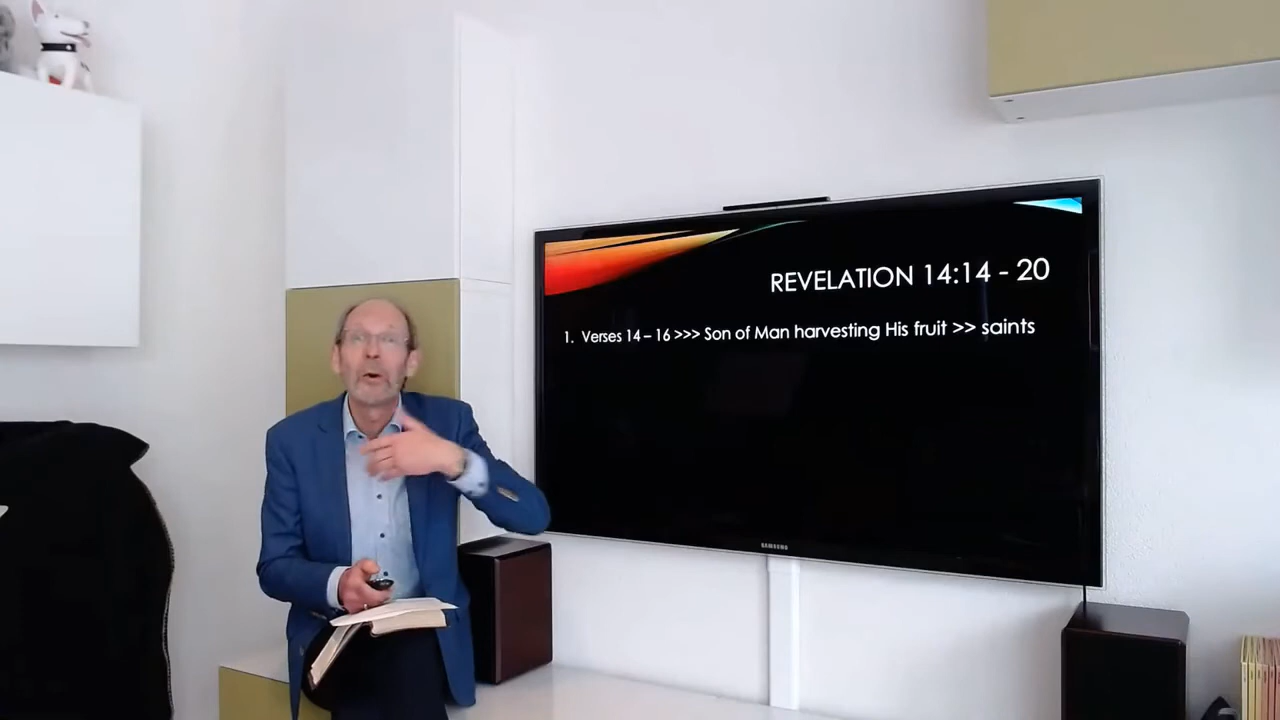 REVELATION 14:14 - 20
1. Verses 14 – 16 >>> Son of Man harvesting His fruit >> saints
SAMSUNG